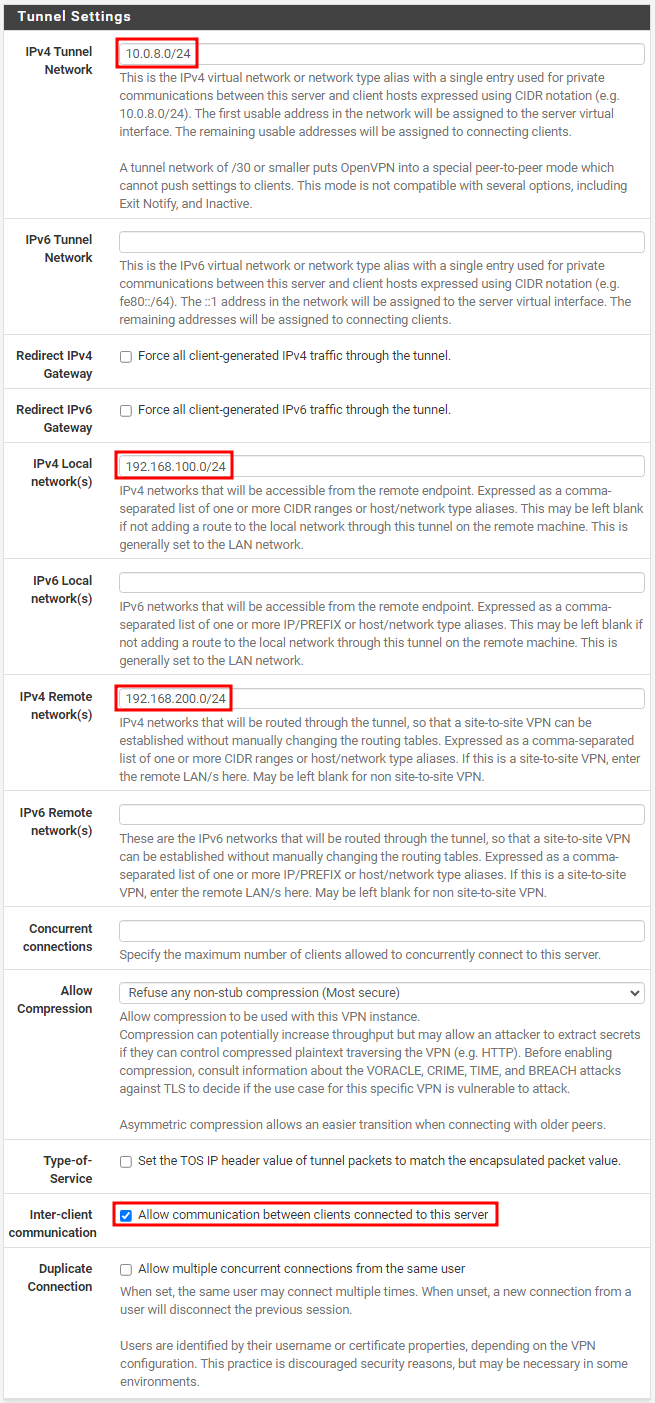 Tunnel Settings
IPv4 Tunnel
Network
10.0.8.0/24
This is the IPv4 virtual network or network type alias with a single entry used for private
communications between this server and client hosts expressed using CIDR notation (e.g.
10.0.8.0/24). The first usable address in the network will be assigned to the server virtual
interface. The remaining usable addresses will be assigned to connecting clients.
A tunnel network of /30 or smaller puts OpenVPN into a special peer-to-peer mode which
cannot push settings to clients. This mode is not compatible with several options, including
Exit Notify, and Inactive.
IPv6 Tunnel
Network
This is the IPv6 virtual network or network type alias with a single entry used for private
communications between this server and client hosts expressed using CIDR notation (e.g.
fe80::/64). The ::1 address in the network will be assigned to the server virtual interface. The
remaining addresses will be assigned to connecting clients.
Redirect IPv4
Gateway
Force all client-generated IPv4 traffic through the tunnel.
Redirect IPv6
Gateway
Force all client-generated IPv6 traffic through the tunnel.
IPv4 Local
network(s)
192.168.100.0/24
IPv4 networks that will be accessible from the remote endpoint. Expressed as a comma-
separated list of one or more CIDR ranges or host/network type aliases. This may be left blank
if not adding a route to the local network through this tunnel on the remote machine. This is
generally set to the LAN network.
IPv6 Local
network(s)
IPv6 networks that will be accessible from the remote endpoint. Expressed as a comma-
separated list of one or more IP/PREFIX or host/network type aliases. This may be left blank if
not adding a route to the local network through this tunnel on the remote machine. This is
generally set to the LAN network.
IPv4 Remote
network(s)
192.168.200.0/24
IPv4 networks that will be routed through the tunnel, so that a site-to-site VPN can be
established without manually changing the routing tables. Expressed as a comma-separated
list of one or more CIDR ranges or host/network type aliases. If this is a site-to-site VPN, enter
the remote LAN/s here. May be left blank for non site-to-site VPN.
IPv6 Remote
network(s)
These are the IPv6 networks that will be routed through the tunnel, so that a site-to-site VPN
can be established without manually changing the routing tables. Expressed as a comma-
separated list of one or more IP/PREFIX or host/network type aliases. If this is a site-to-site
VPN, enter the remote LAN/s here. May be left blank for non site-to-site VPN.
Concurrent
connections
Specify the maximum number of clients allowed to concurrently connect to this server.
Allow
Compression
Refuse any non-stub compression (Most secure)
Allow compression to be used with this VPN instance.
Compression can potentially increase throughput but may allow an attacker to extract secrets
if they can control compressed plaintext traversing the VPN (e.g. HTTP). Before enabling
compression, consult information about the VORACLE, CRIME, TIME, and BREACH attacks
against TLS to decide if the use case for this specific VPN is vulnerable to attack.
Asymmetric compression allows an easier transition when connecting with older peers.
Type-of-
Service
Set the TOS IP header value of tunnel packets to match the encapsulated packet value.
Inter-client
communication
Allow communication between clients connected to this server
Duplicate
Connection
Allow multiple concurrent connections from the same user
When set, the same user may connect multiple times. When unset, a new connection from a
user will disconnect the previous session.
Users are identified by their username or certificate properties, depending on the VPN
configuration. This practice is discouraged security reasons, but may be necessary in some
environments.